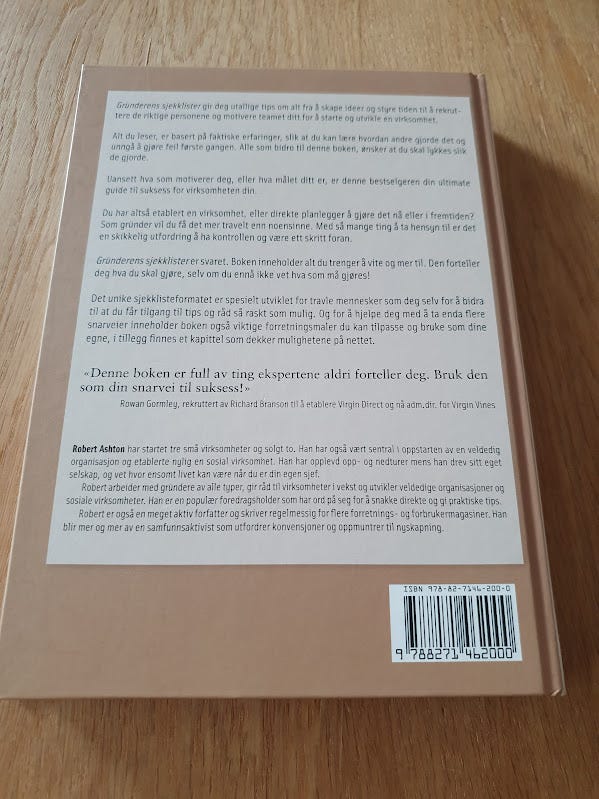 Gründerens sjekklister gir deg utallige tips om alt fra å skape ideer og styre tiden til å rekrut-
tere de riktige personene og motivere teamet ditt for å starte og utvikle en virksomhet.
Alt du leser, er basert på faktiske erfaringer, slik at du kan lære hvordan andre gjorde det og
unngå å gjøre feil første gangen. Alle som bidro til denne boken, ønsker at du skal lykkes slik
de gjorde.
Uansett hva som motiverer deg, eller hva målet ditt er, er denne bestselgeren din ultimate
guide til suksess for virksomheten din.
Du har altså etablert en virksomhet, eller direkte planlegger å gjøre det nå eller i fremtiden?
Som gründer vil du få det mer travelt enn noensinne. Med så mange ting å ta hensyn til er det
en skikkelig utfordring å ha kontrollen og være ett skritt foran.
Gründerens sjekklister er svaret. Boken inneholder alt du trenger å vite og mer til. Den forteller
deg hva du skal gjøre, selv om du ennå ikke vet hva som må gjøres!
Det unike sjekklisteformatet er spesielt utviklet for travle mennesker som deg selv for å bidra
til at du får tilgang til tips og råd så raskt som mulig. Og for å hjelpe deg med å ta enda flere
snarveier inneholder boken også viktige forretningsmaler du kan tilpasse og bruke som dine
egne, i tillegg finnes et kapittel som dekker mulighetene på nettet.
«Denne boken er full av ting ekspertene aldri forteller deg. Bruk den
som din snarvei til suksess!»
Rowan Gormley, rekruttert av Richard Branson til å etablere Virgin Direct og nå adm.dir. for Virgin Vines
Robert Ashton har startet tre små virksomheter og solgt to. Han har også vært sentral i oppstarten av en veldedig
organisasjon og etablerte nylig en sosial virksomhet. Han har opplevd opp- og nedturer mens han drev sitt eget
selskap, og vet hvor ensomt livet kan være når du er din egen sjef.
Robert arbeider med gründere av alle typer, gir råd til virksomheter i vekst og utvikler veldedige organisasjoner og
sosiale virksomheter. Han er en populær foredragsholder som har ord på seg for å snakke direkte og gi praktiske tips.
Robert er også en meget aktiv forfatter og skriver regelmessig for flere forretnings- og forbrukermagasiner. Han
blir mer og mer av en samfunnsaktivist som utfordrer konvensjoner og oppmuntrer til nyskapning.
ISBN 978-82-7146-200-0
9 788271 462000